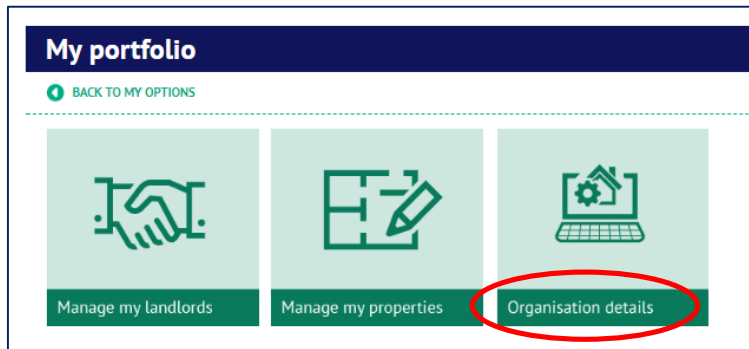 My portfolio
BACK TO MY OPTIONS
Manage my landlords
Manage my properties
Organisation details